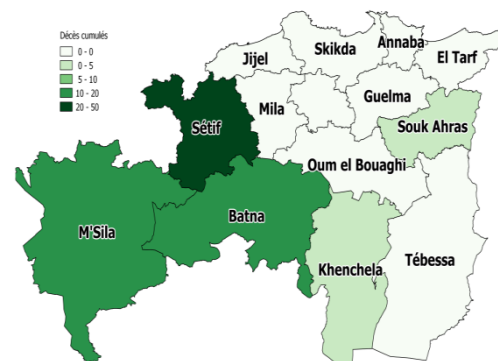 Décès cumulés
0 - 0
0 - 5
5 - 10
10 - 20
20 - 50
Jijel
Skikda
Annaba
El Tarf
Sétif
Mila
Guelma
Souk Ahras
Oum el Bouaghi
M'Sila
Batna
Khenchela
Tébessa